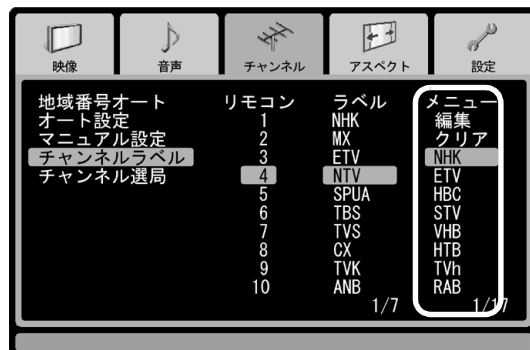 映像 音声 チャンネル アスペクト 設定
地域番号オート リモコン ラベル メニュー
オート設定 1 NHK 編集
マニュアル設定 2 MX クリア
チャンネルラベル 3 ETV NHK
チャンネル選局 4 NTV ETV
5 SPUA HBC
6 TBS STV
7 TVS VHB
8 CX HTB
9 TVK TVh
10 ANB RAB
1/7 1/17